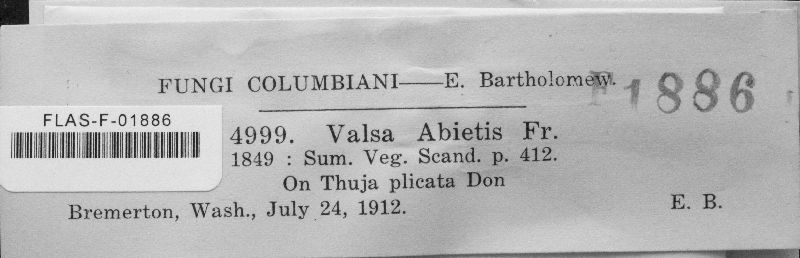 FUNGI COLUMBIANI—E. Bartholomew.
F 1886
FLAS-F-01886
4999. Valsa Abietis Fr.
1849 : Sum. Veg. Scand. p. 412.
On Thuja plicata Don
Bremerton, Wash., July 24, 1912.
E. B.